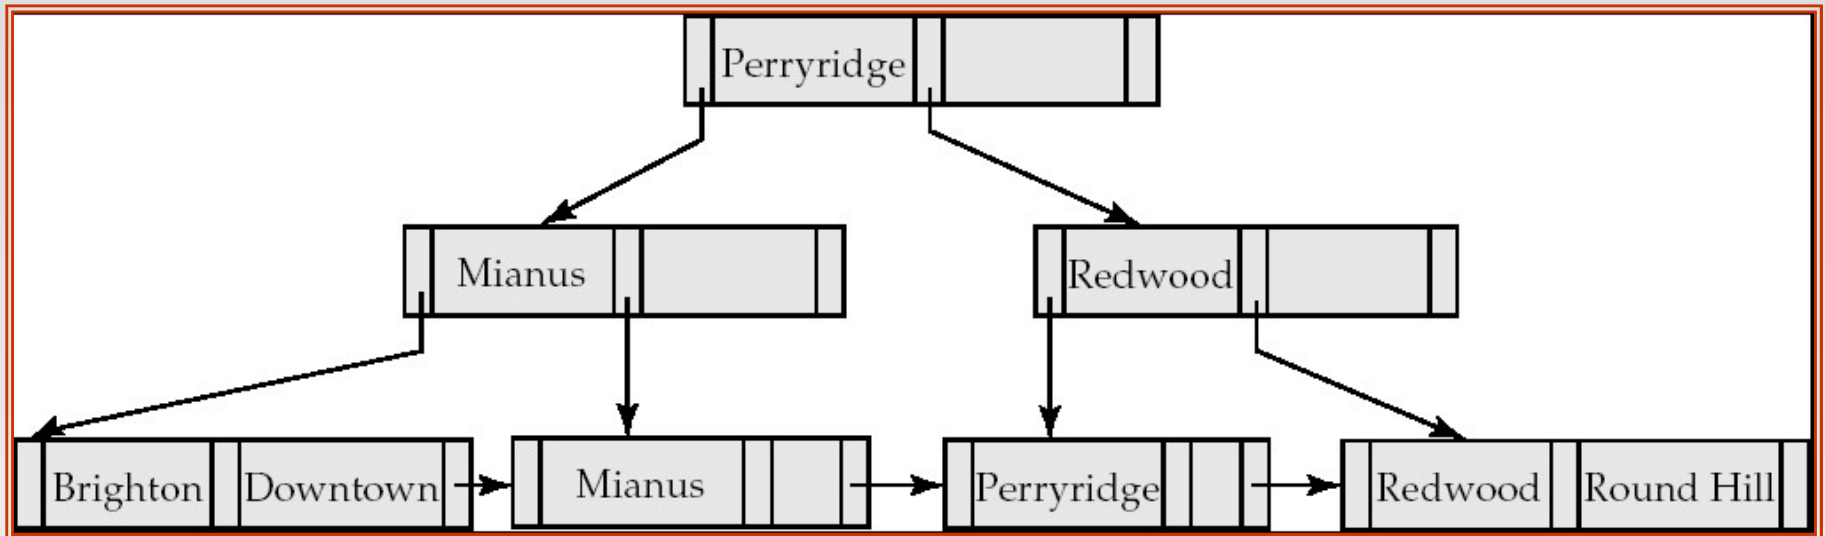 Perryridge
Mianus
Redwood
Brighton Downtown Mianus Perryridge Redwood Round Hill